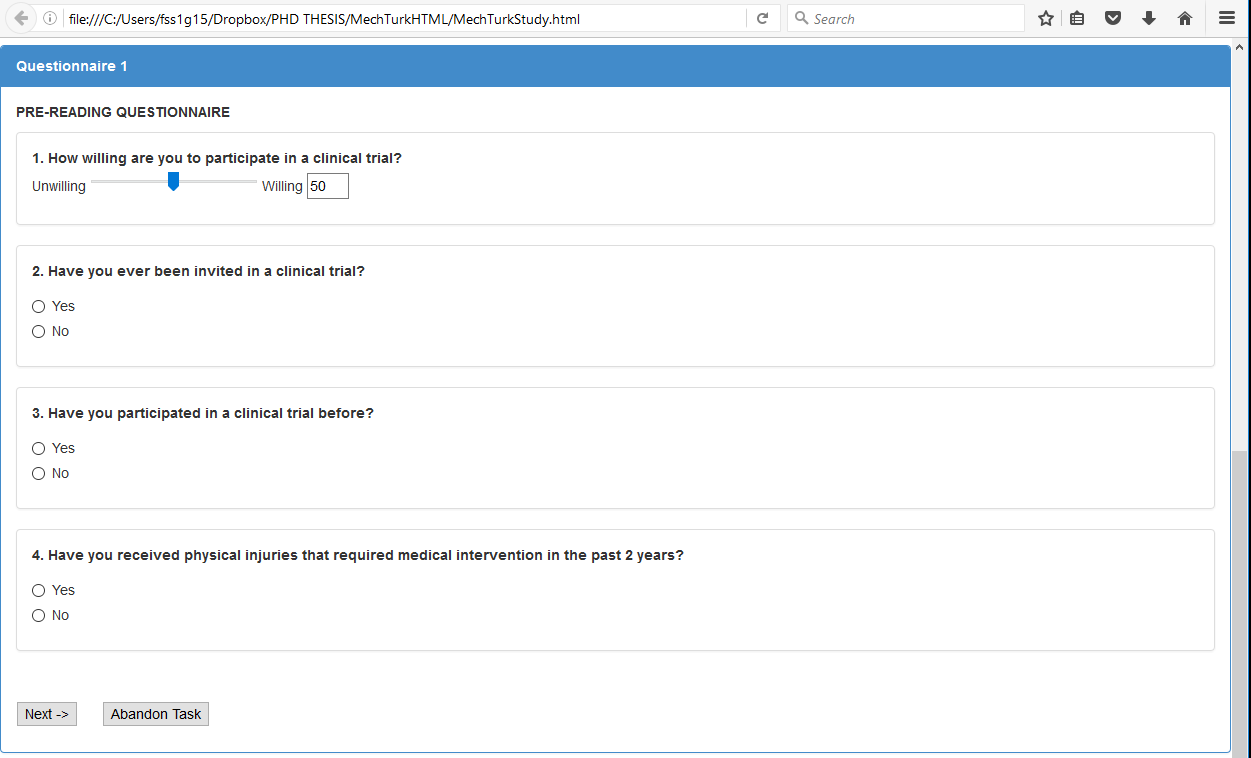 file:///C:/Users/fss1g15/Dropbox/PHD THESIS/MechTurkHTML/MechTurkStudy.html
Search
Questionnaire 1
PRE-READING QUESTIONNAIRE
1. How willing are you to participate in a clinical trial?
Unwilling Willing 50
2. Have you ever been invited in a clinical trial?
Yes
No
3. Have you participated in a clinical trial before?
Yes
No
4. Have you received physical injuries that required medical intervention in the past 2 years?
Yes
No
Next -> Abandon Task